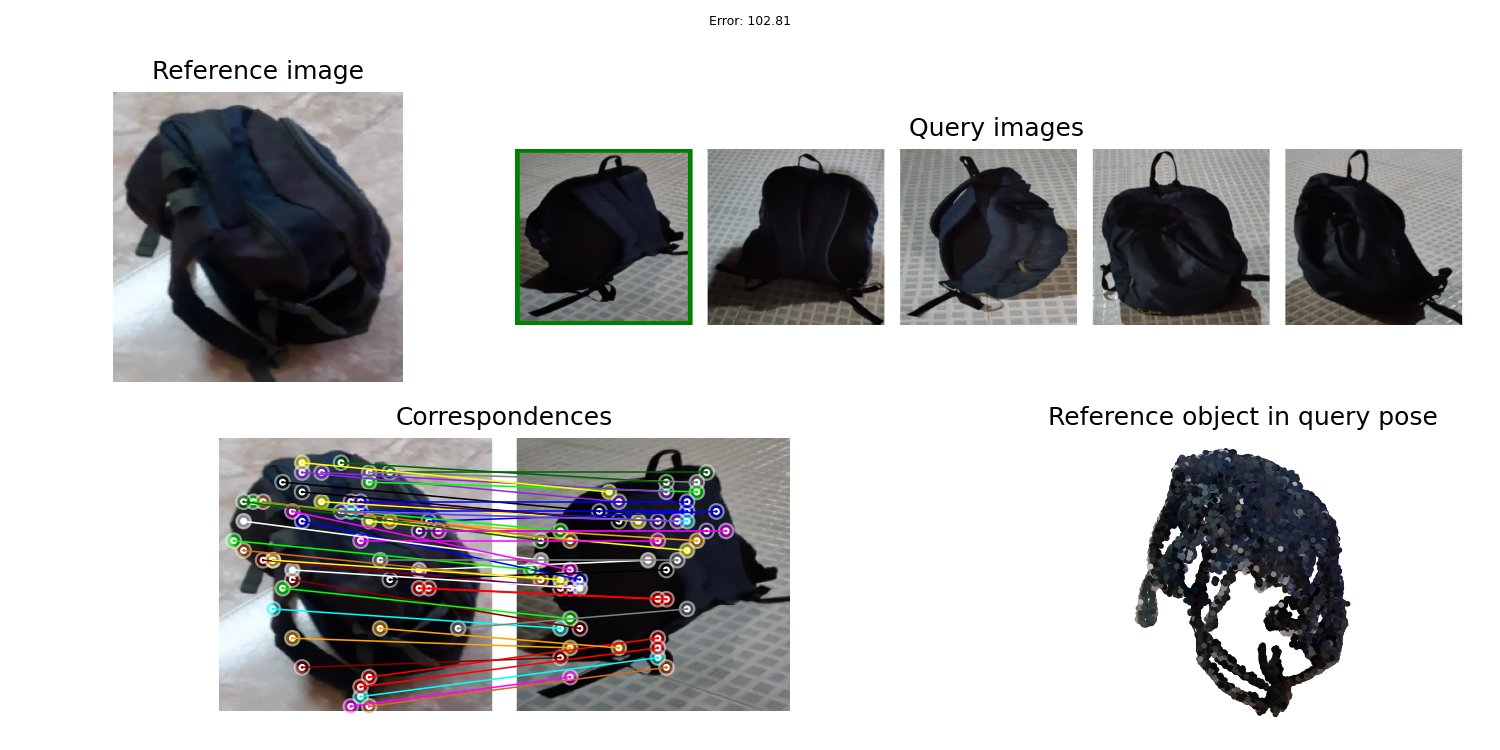 Error: 102.81
Reference image
Query images
Correspondences
Reference object in query pose